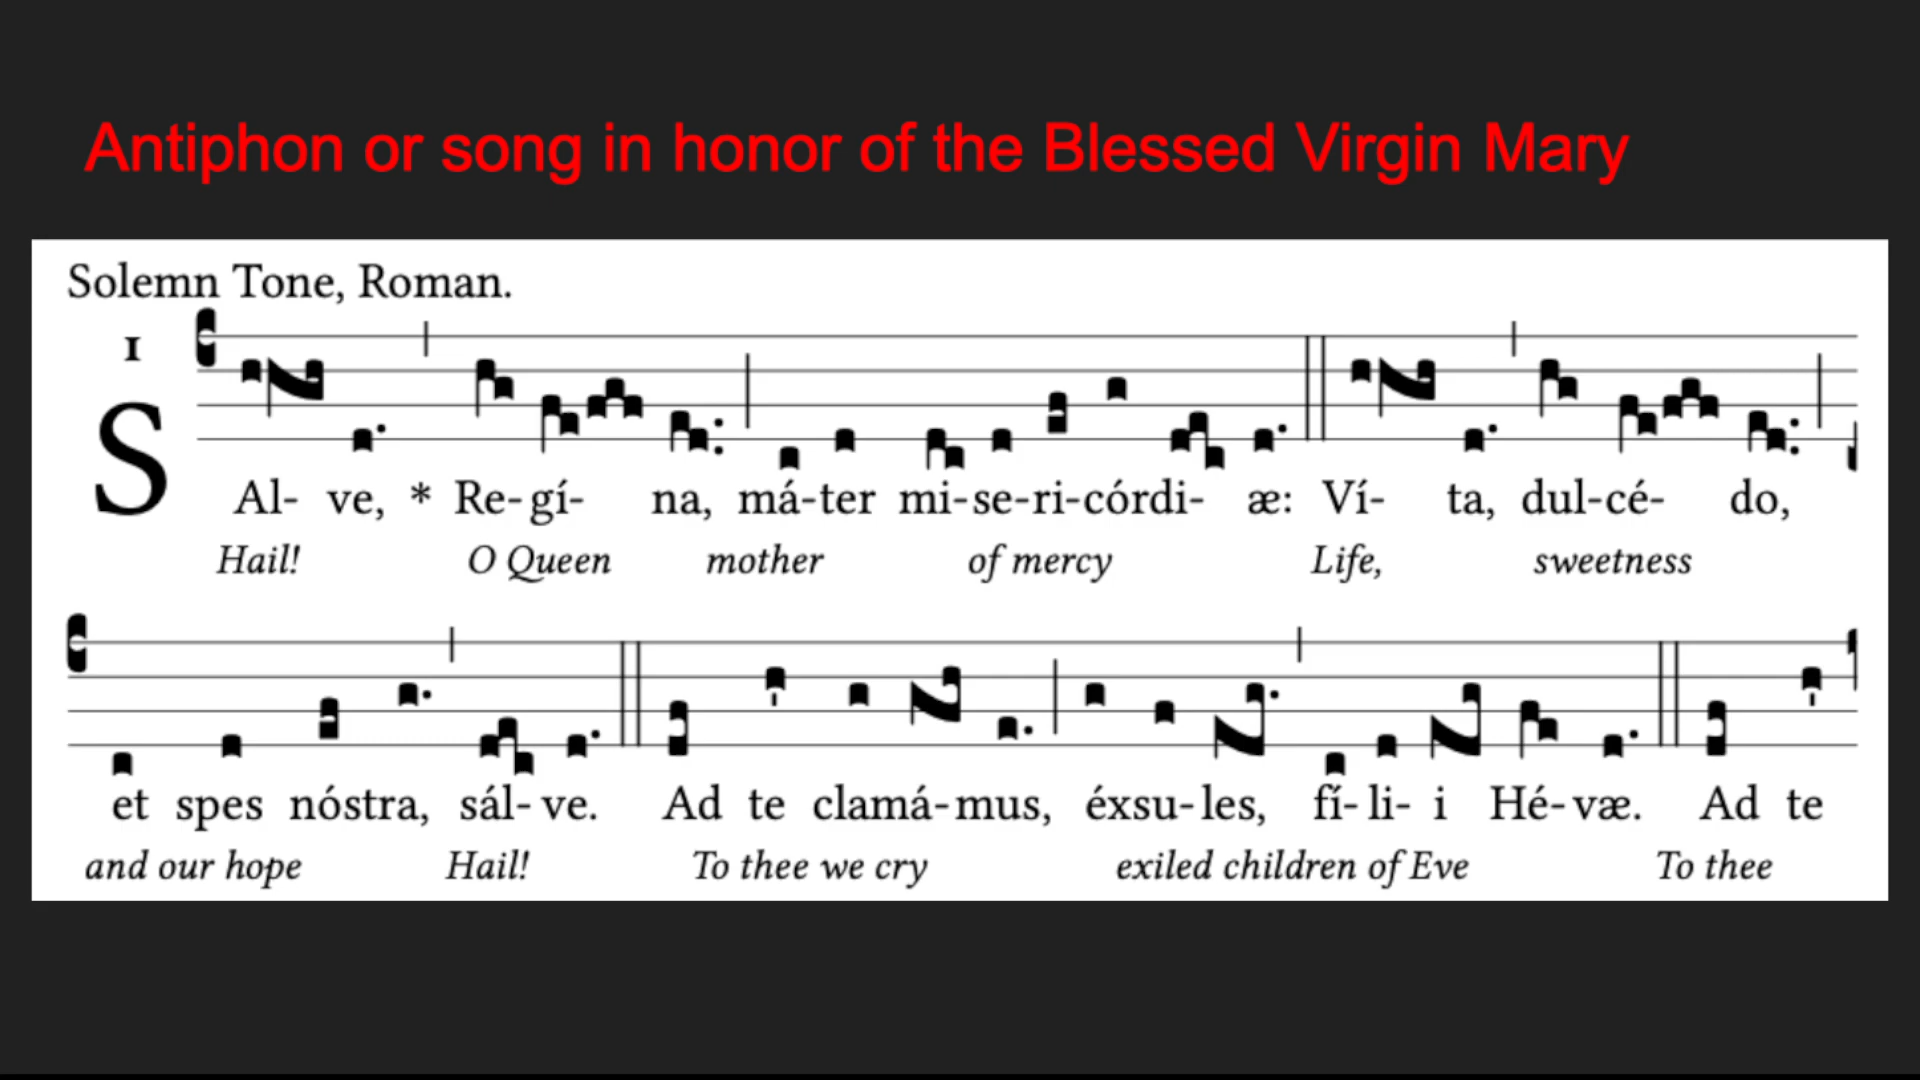 Antiphon or song in honor of the Blessed Virgin Mary
Solemn Tone, Roman.
1
SAl- ve, * Re-gí- na, má-ter mi-se-ri-córdi- æ: Ví- ta, dul-cé- do,
Hail! O Queen mother of mercy Life, sweetness
et spes nóstra, sál- ve. Ad te clamá-mus, éxsu-les, fí-li- i Hé-væ. Ad te
and our hope Hail! To thee we cry exiled children of Eve To thee